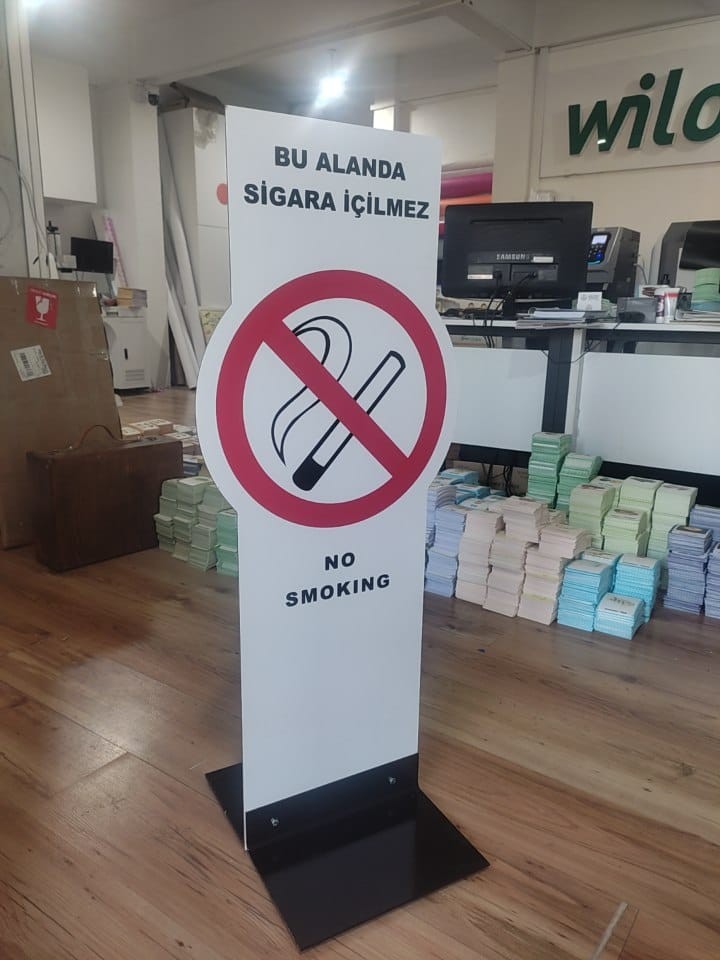 BU ALANDA
SİGARA İÇİLMEZ
NO
SMOKING
wilo
SAMSUNG